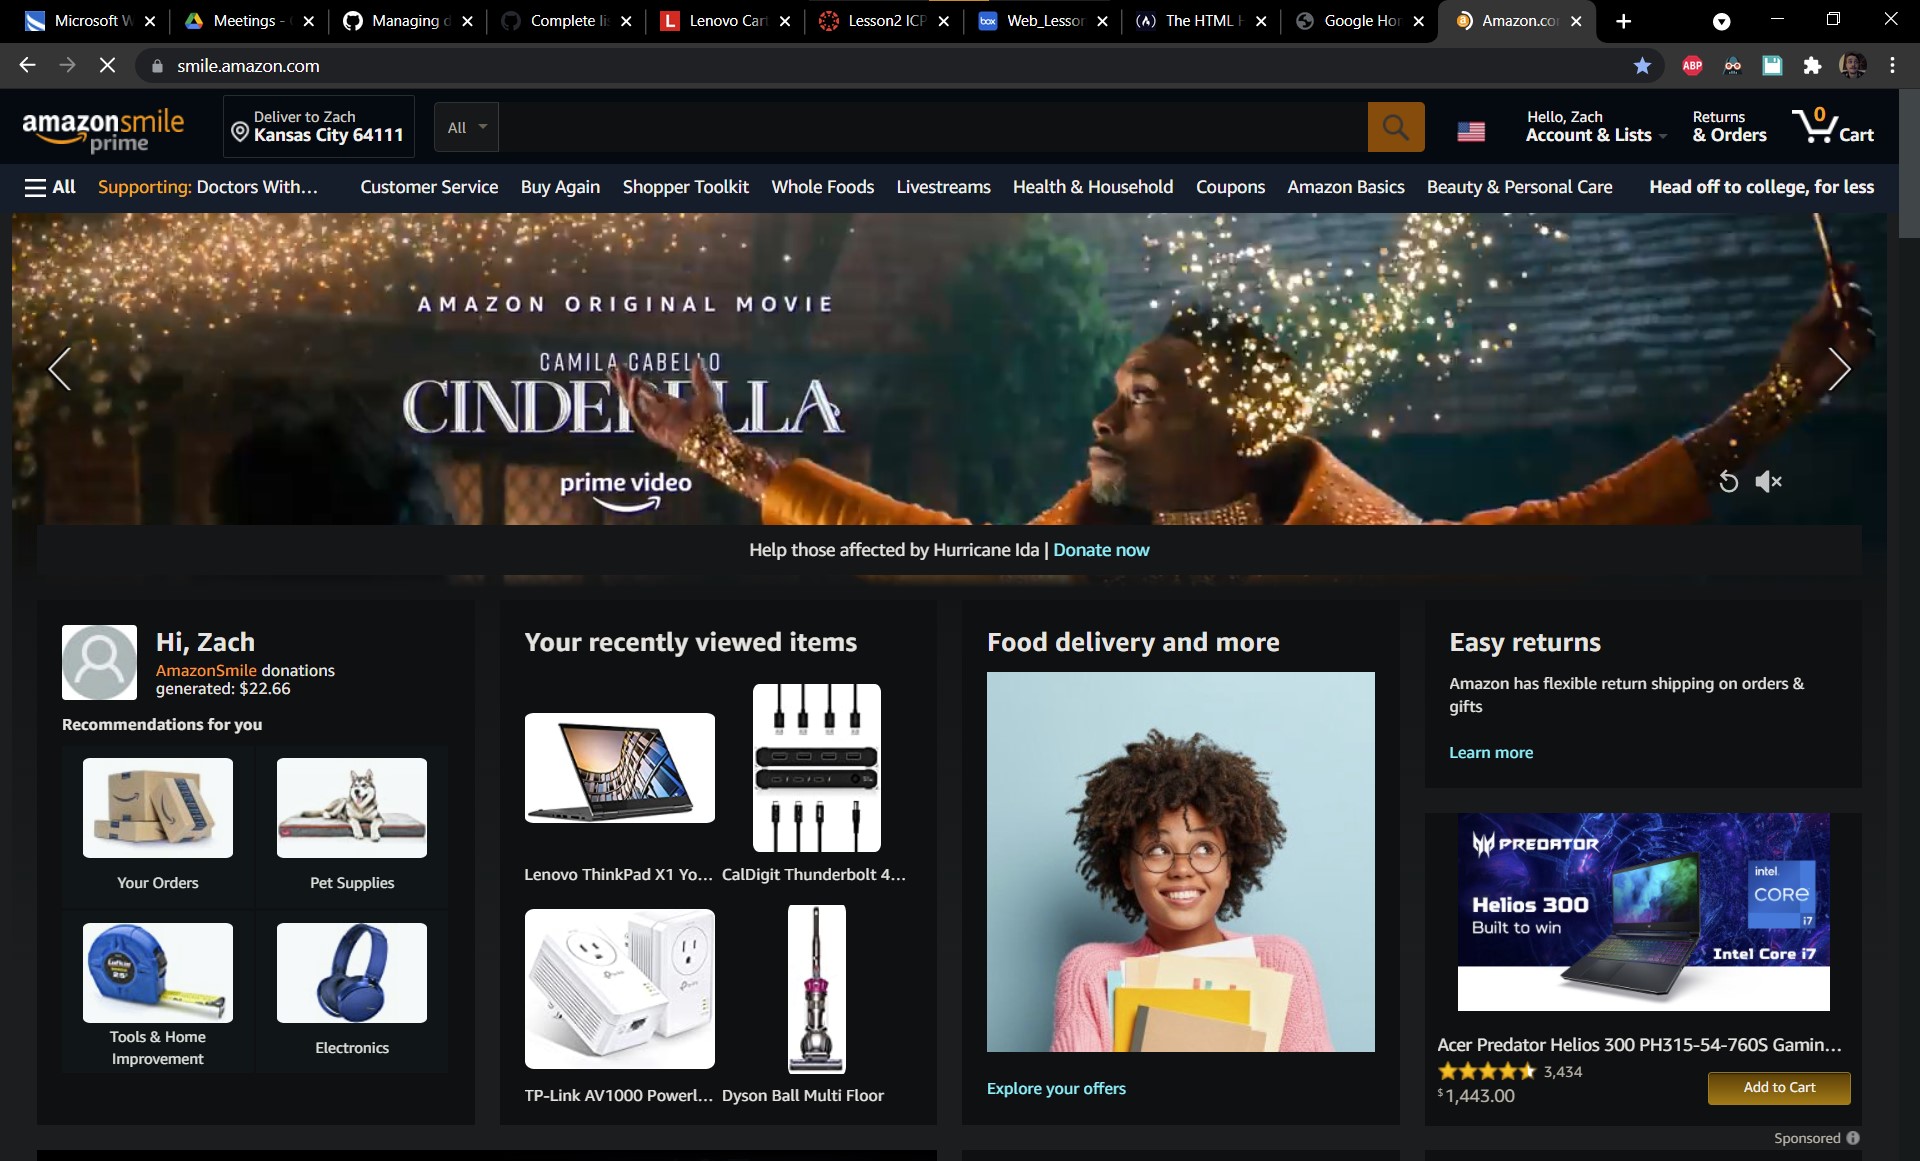 Microsoft W
Meetings -
Managing d
Complete lis
Lenovo Cart
Lesson2 ICP
Web_Lesson
The HTML
Google Hor
Amazon.co
smile.amazon.com
ABP
amazonsmile
prime
Deliver to Zach
Kansas City 64111
All
Hello, Zach
Account & Lists
Returns
& Orders
0
Cart
All
Supporting: Doctors With…
Customer Service
Buy Again
Shopper Toolkit
Whole Foods
Livestreams
Health & Household
Coupons
Amazon Basics
Beauty & Personal Care
Head off to college, for less
AMAZON ORIGINAL MOVIE
CAMILA CABELLO
CINDERELLA
prime video
Help those affected by Hurricane Ida | Donate now
Hi, Zach
AmazonSmile donations
generated: $22.66
Recommendations for you
Your Orders
Pet Supplies
Tools & Home
Improvement
Electronics
Your recently viewed items
Lenovo ThinkPad X1 Yo...
CalDigit Thunderbolt 4...
TP-Link AV1000 Powerl...
Dyson Ball Multi Floor
Food delivery and more
Explore your offers
Easy returns
Amazon has flexible return shipping on orders &
gifts
Learn more
PREDATOR
Helios 300
Built to win
intel
CORE
i7
Intel Core i7
Acer Predator Helios 300 PH315-54-760S Gamin...
3,434
$1,443.00
Add to Cart
Sponsored